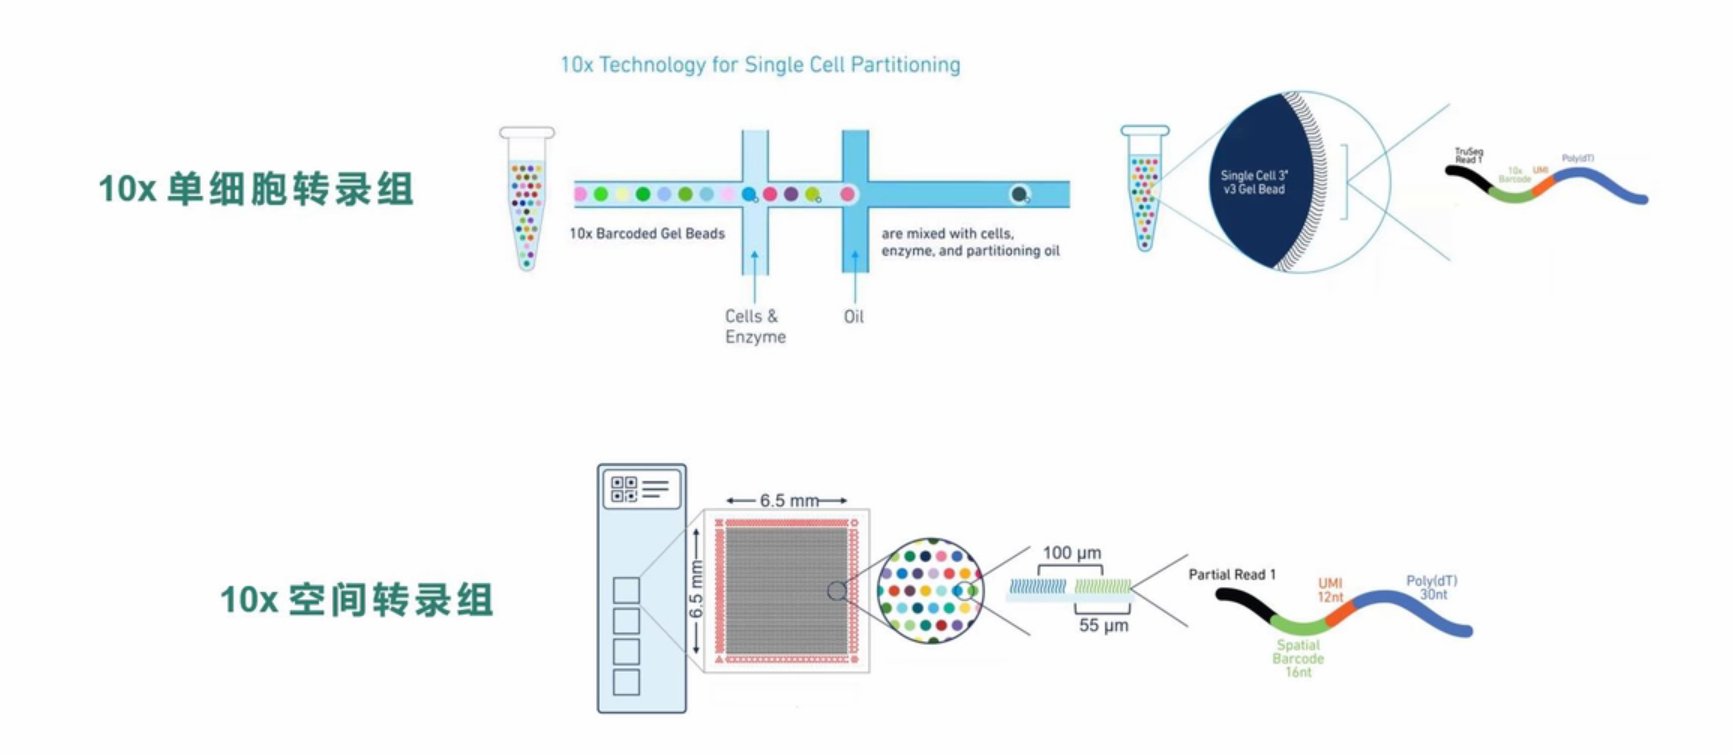 10x Technology for Single Cell Partitioning
10x 单细胞转录组
10x Barcoded Gel Beads
are mixed with cells,
enzyme, and partitioning oil
Cells &
Enzyme
Oil
Single Cell 3'
v3 Gel Bead
TruSeq
Read 1
10x
Barcode
UMI
Poly(dT)
10x 空间转录组
6.5 mm
6.5 mm
100 µm
55 µm
Partial Read 1
Spatial
Barcode
16nt
UMI
12nt
Poly(dT)
30nt